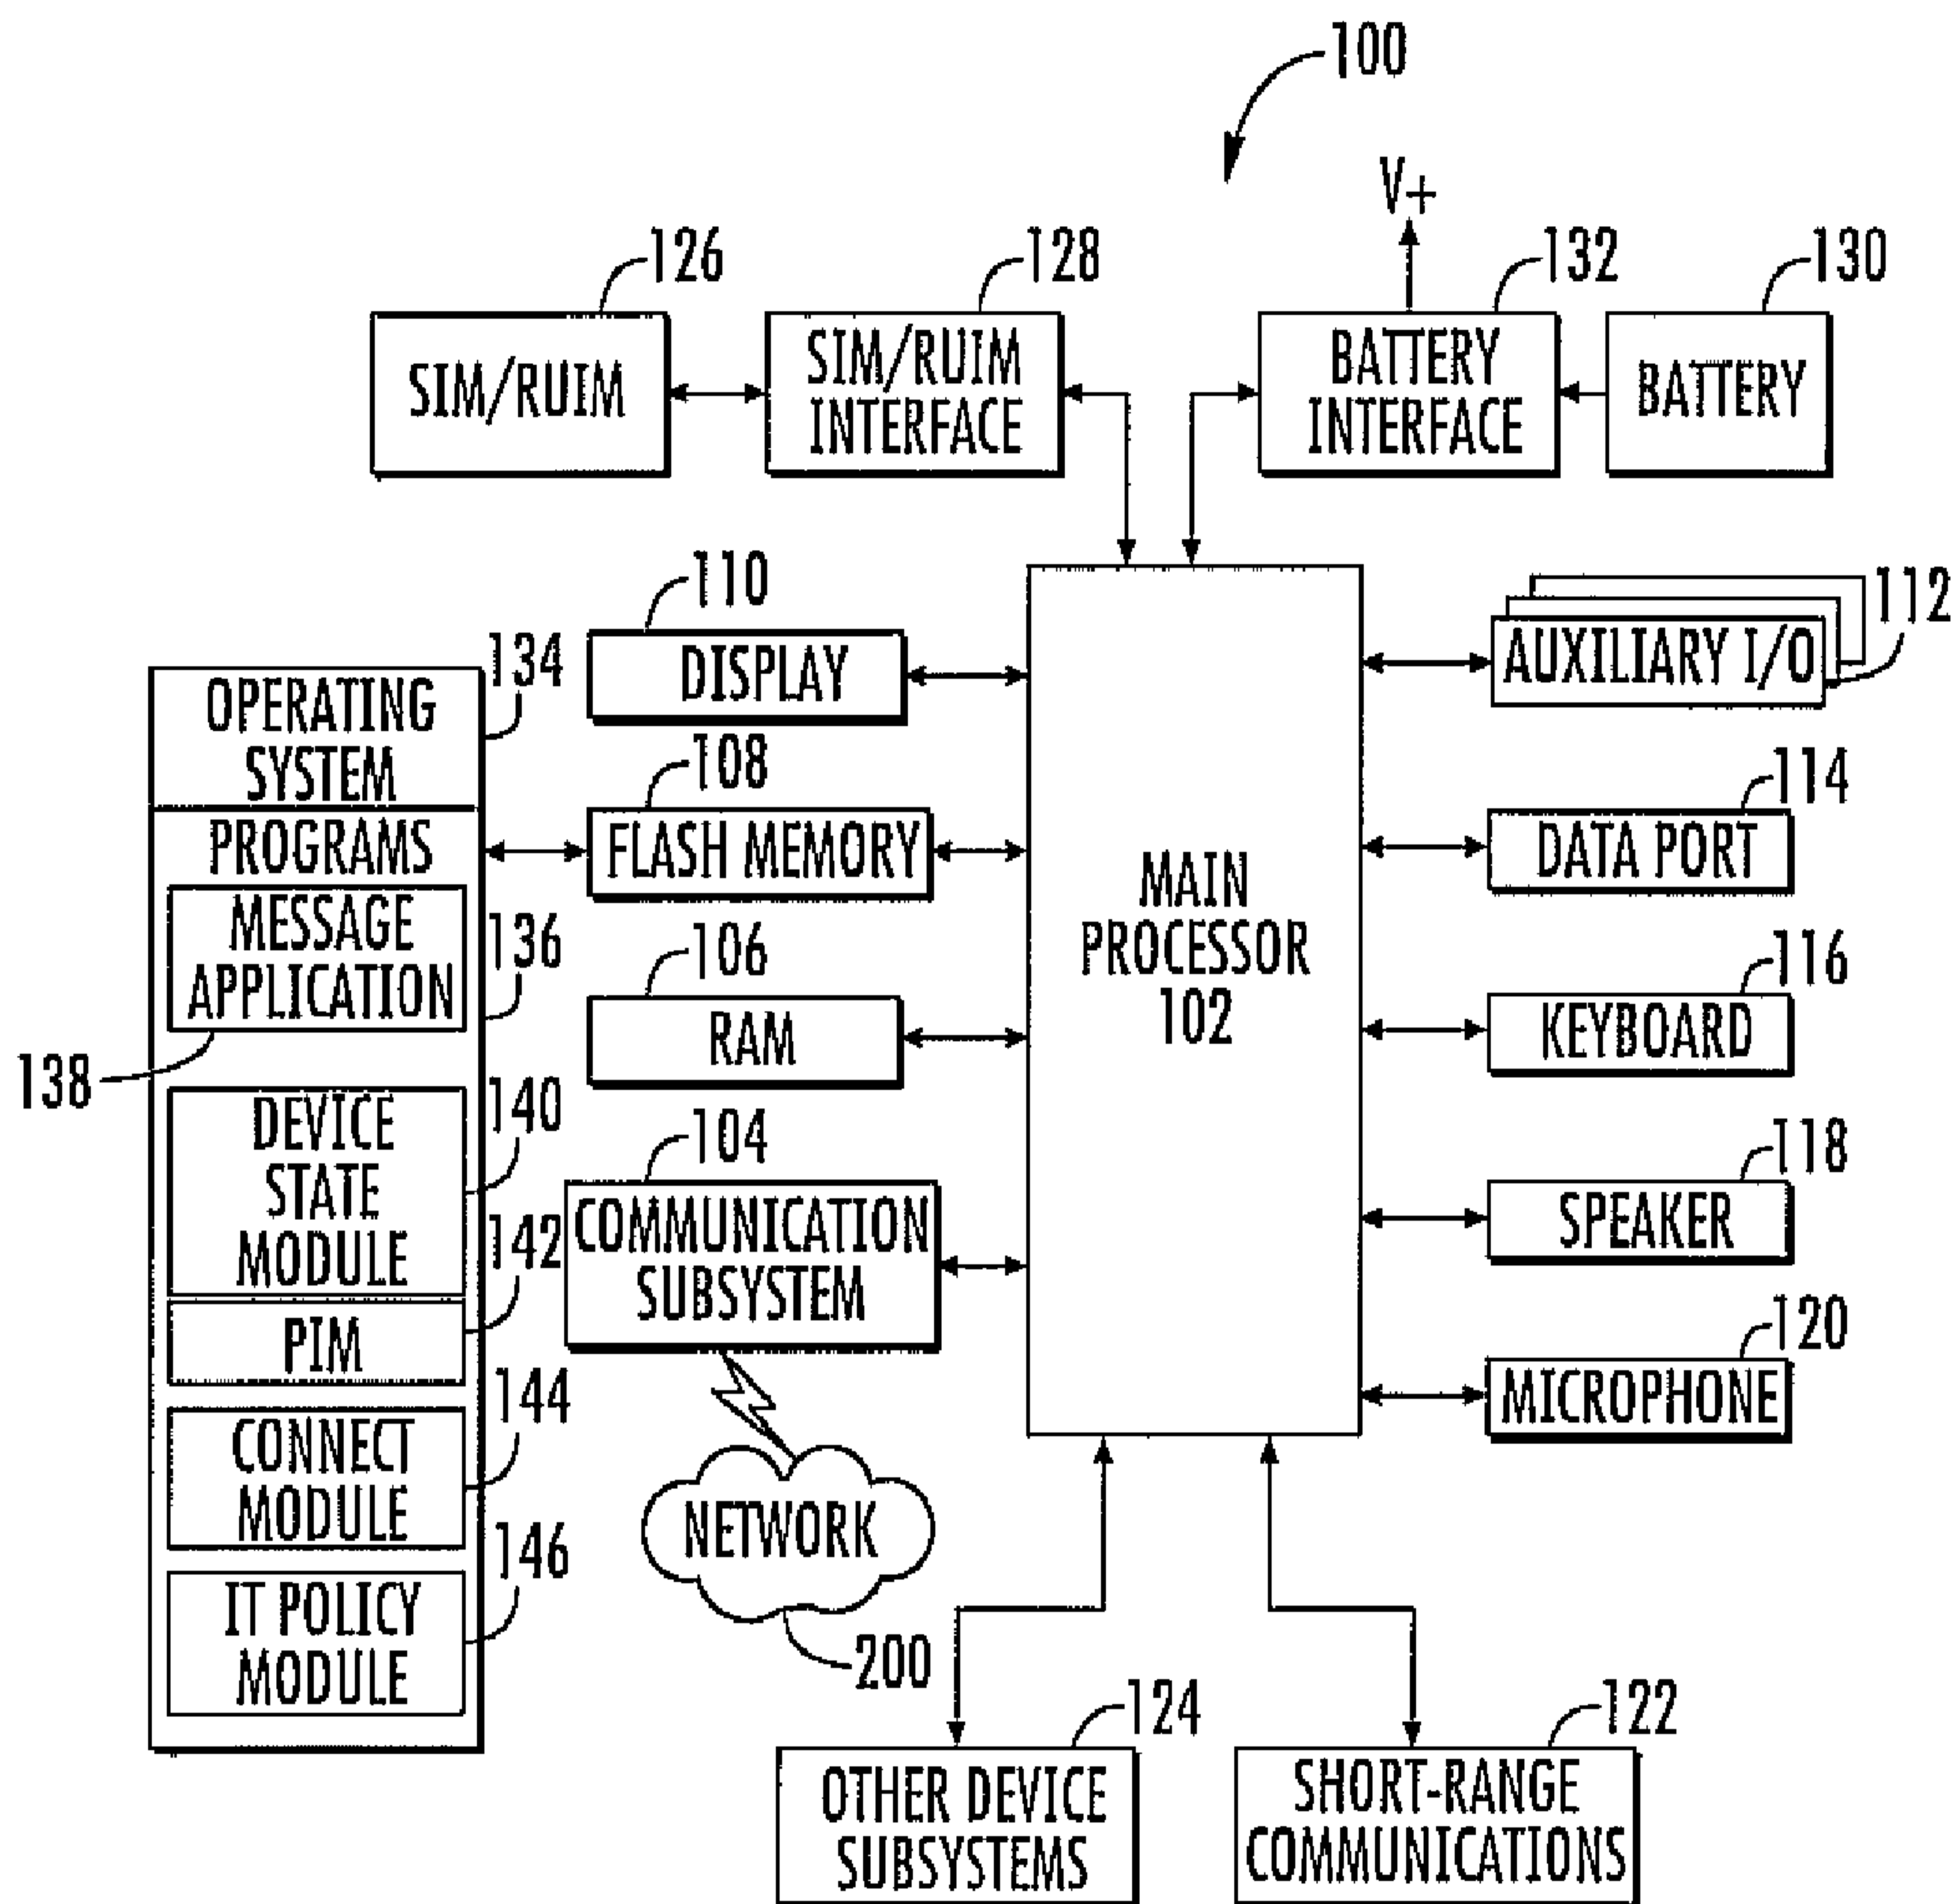 100
V+
126
128
132
130
SIM/RUIM
SIM/RUIM
INTERFACE
BATTERY
INTERFACE
BATTERY
110
112
134
DISPLAY
AUXILIARY I/O
OPERATING
SYSTEM
108
114
PROGRAMS
FLASH MEMORY
DATA PORT
MAIN
PROCESSOR
102
MESSAGE
APPLICATION
136
106
116
RAM
KEYBOARD
138
140
104
118
DEVICE
STATE
MODULE
COMMUNICATION
SUBSYSTEM
SPEAKER
142
PIM
120
MICROPHONE
144
CONNECT
MODULE
NETWORK
146
IT POLICY
MODULE
200
124
122
OTHER DEVICE
SUBSYSTEMS
SHORT-RANGE
COMMUNICATIONS